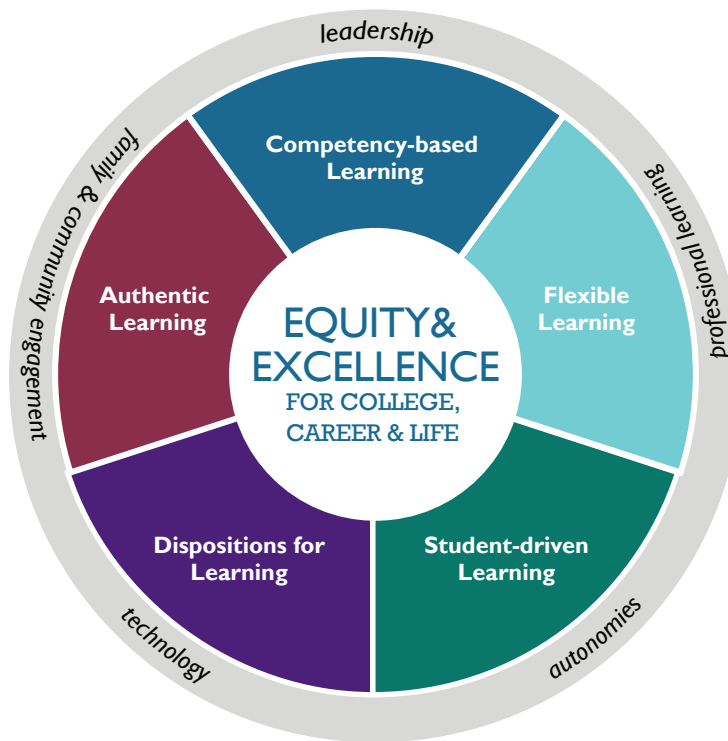 leadership
family & community engagement
professional learning
Competency-based
Learning
Authentic
Learning
Flexible
Learning
EQUITY&
EXCELLENCE
FOR COLLEGE,
CAREER & LIFE
Dispositions for
Learning
Student-driven
Learning
technology
autonomies